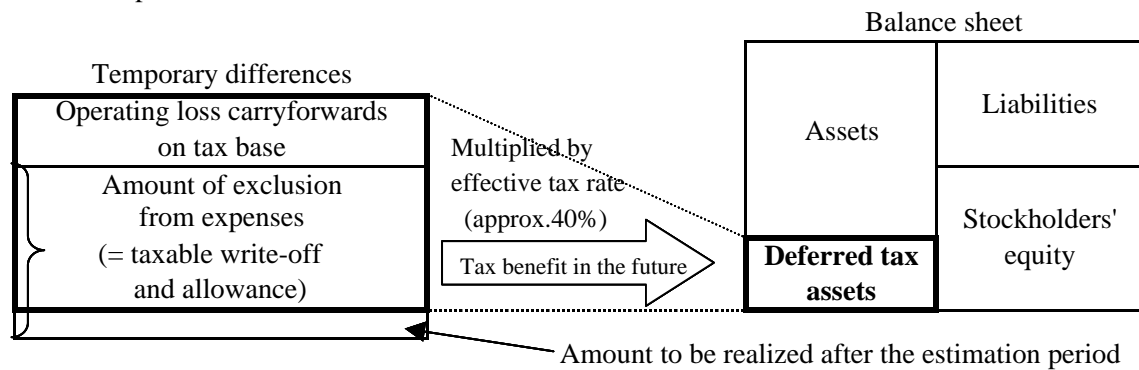 Balance sheet
Temporary differences
Operating loss carryforwards
on tax base
Amount of exclusion
from expenses
(= taxable write-off
and allowance)
Multiplied by
effective tax rate
(approx.40%)
Tax benefit in the future
Assets
Liabilities
Deferred tax
assets
Stockholders'
equity
Amount to be realized after the estimation period